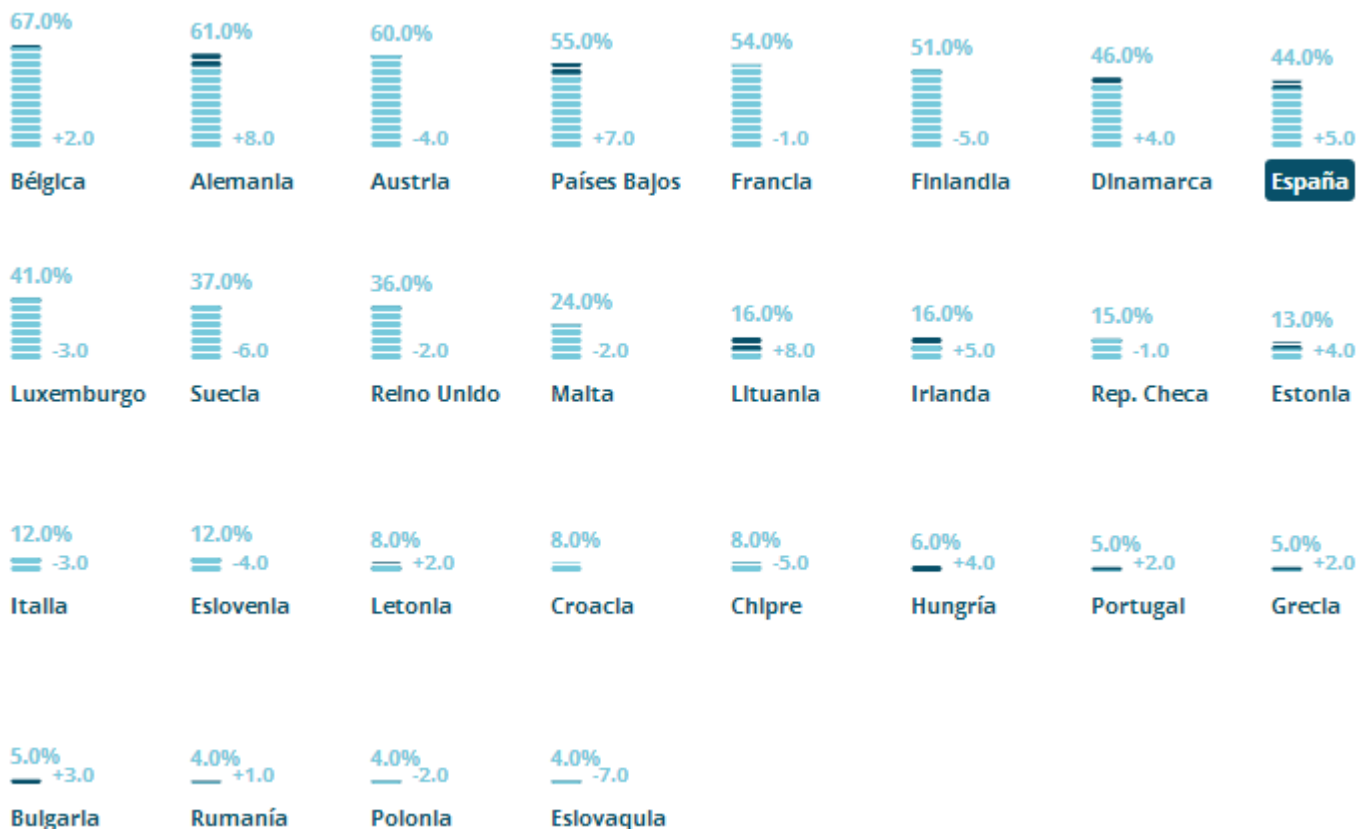 67.0% 61.0% 60.0% 55.0% 54.0% 51.0% 46.0% 44.0%
+2.0 +8.0 -4.0 +7.0 -1.0 -5.0 +4.0 +5.0
Bélgica Alemania Austria Países Bajos Francia Finlandia Dinamarca España
41.0% 37.0% 36.0% 24.0% 16.0% 16.0% 15.0% 13.0%
-3.0 -6.0 -2.0 -2.0 +8.0 +5.0 -1.0 +4.0
Luxemburgo Suecia Reino Unido Malta Lituania Irlanda Rep. Checa Estonia
12.0% 12.0% 8.0% 8.0% 8.0% 6.0% 5.0% 5.0%
-3.0 -4.0 +2.0 -5.0 +4.0 +2.0 +2.0
Italia Eslovenia Letonia Croacia Chipre Hungría Portugal Grecia
5.0% 4.0% 4.0% 4.0%
+3.0 +1.0 -2.0 -7.0
Bulgaria Rumanía Polonia Eslovaquia